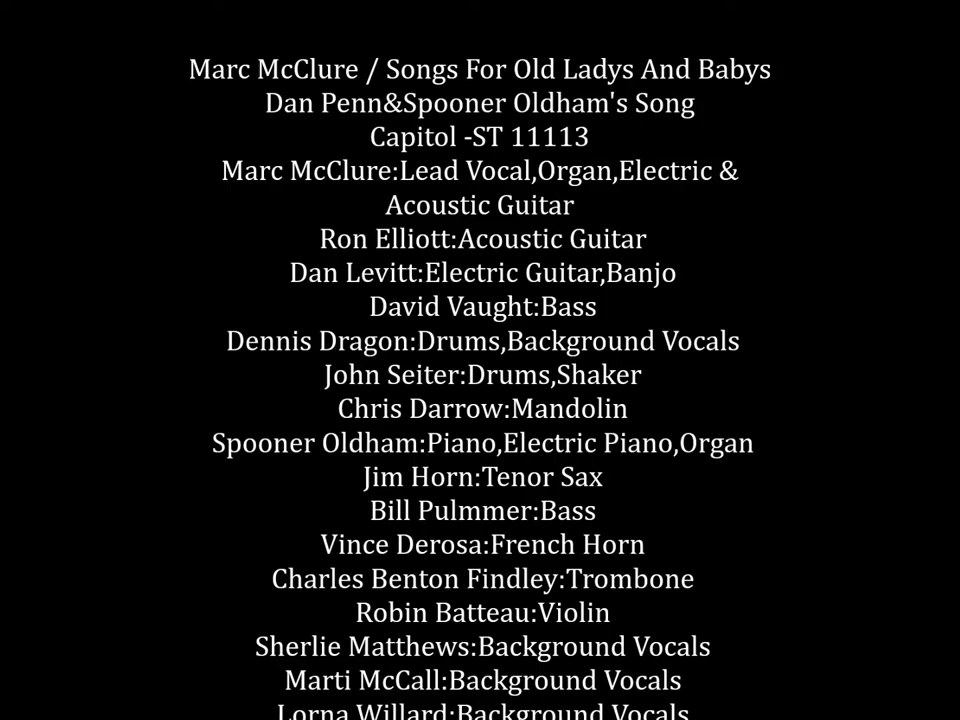 Marc McClure / Songs For Old Ladys And Babys
Dan Penn&Spooner Oldham's Song
Capitol -ST 11113
Marc McClure:Lead Vocal,Organ,Electric &
Acoustic Guitar
Ron Elliott:Acoustic Guitar
Dan Levitt:Electric Guitar,Banjo
David Vaught:Bass
Dennis Dragon:Drums,Background Vocals
John Seiter:Drums,Shaker
Chris Darrow:Mandolin
Spooner Oldham:Piano,Electric Piano,Organ
Jim Horn:Tenor Sax
Bill Pulmmer:Bass
Vince Derosa:French Horn
Charles Benton Findley:Trombone
Robin Batteau:Violin
Sherlie Matthews:Background Vocals
Marti McCall:Background Vocals
Lorna Willard:Background Vocals